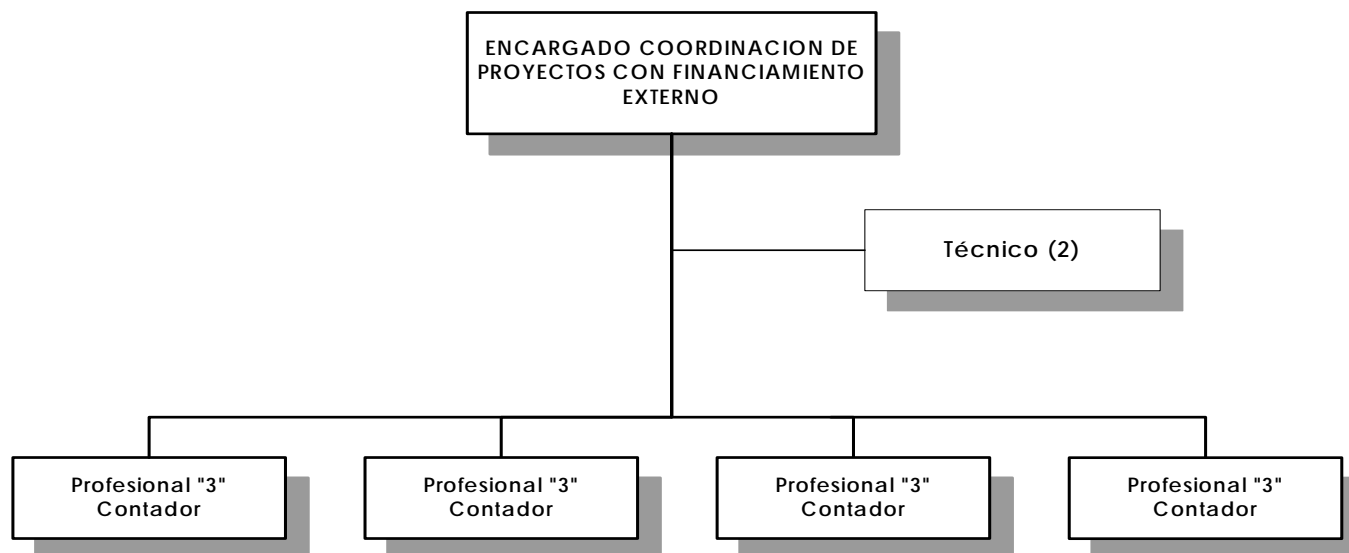 ENCARGADO COORDINACION DE
PROYECTOS CON FINANCIAMIENTO
EXTERNO
Técnico (2)
Profesional "3"
Contador
Profesional "3"
Contador
Profesional "3"
Contador
Profesional "3"
Contador